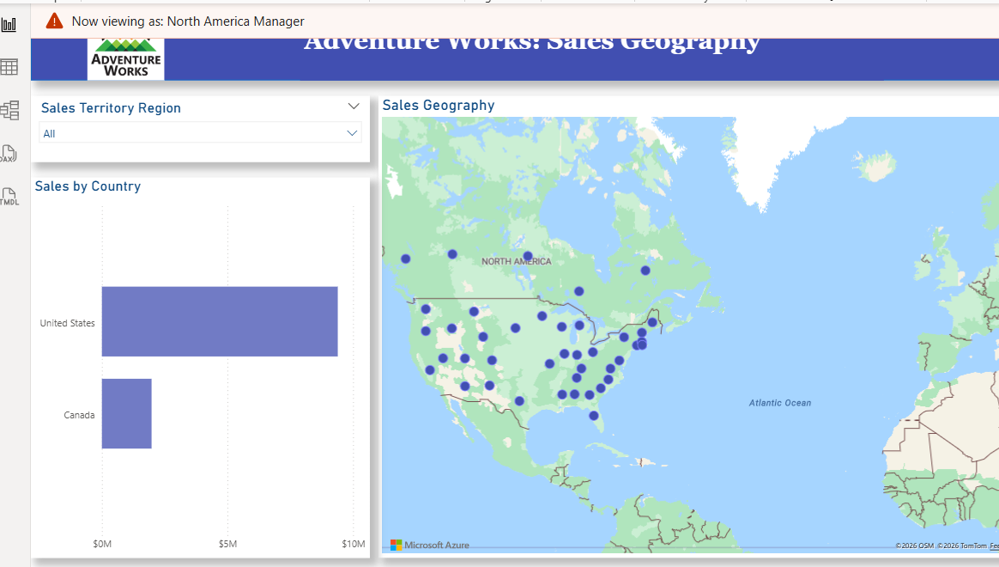 Now viewing as: North America Manager
Adventure Works: Sales Geography
ADVENTURE
WORKS
Sales Territory Region
All
DAX
TMDL
Sales by Country
United States
Canada
$0M
$5M
$10M
Sales Geography
NORTH AMERICA
Atlantic Ocean
Microsoft Azure
©2026 OSM ©2026 TomTom